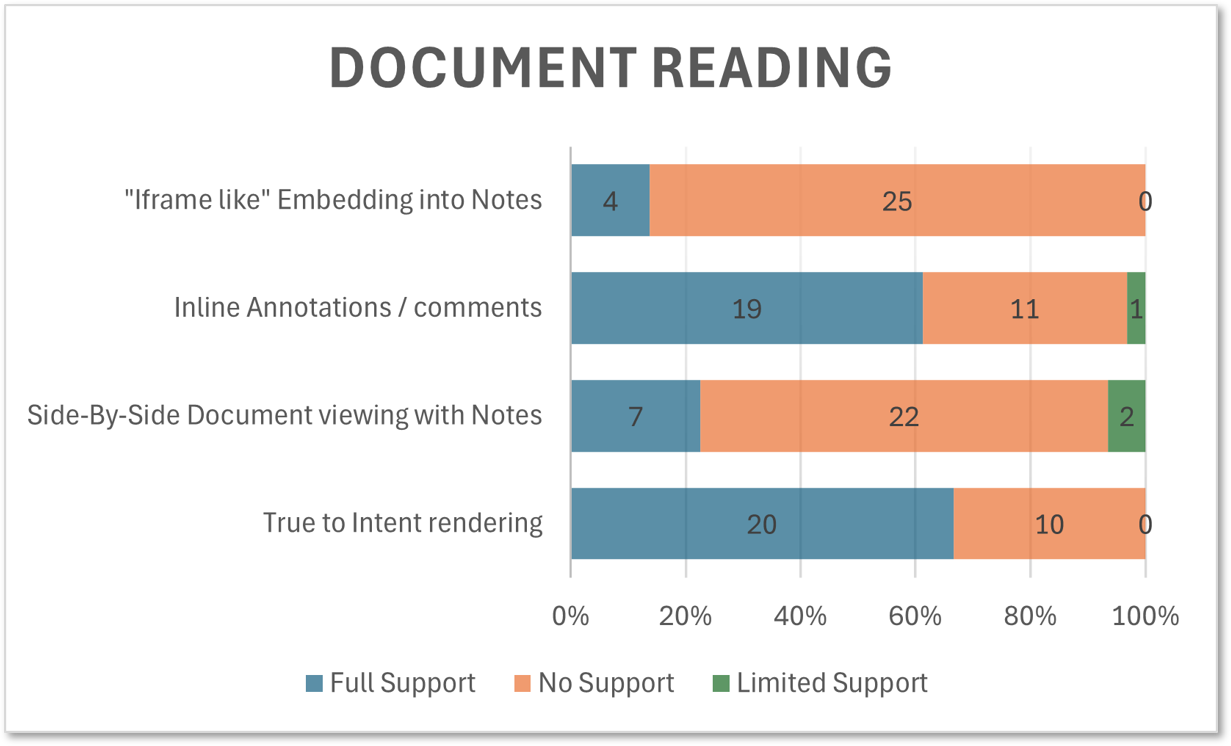 DOCUMENT READING
"Iframe like" Embedding into Notes
4 25 0
Inline Annotations / comments
19 11 1
Side-By-Side Document viewing with Notes
7 22 2
True to Intent rendering
20 10 0
0% 20% 40% 60% 80% 100%
Full Support No Support Limited Support